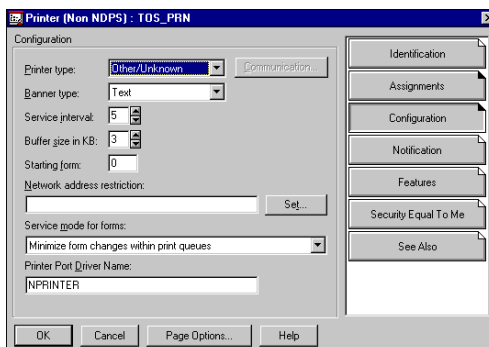 Printer (Non NDPS) : TOS_PRN
Configuration
Printer type: Other/Unknown Communication...
Banner type: Text
Service interval: 5
Buffer size in KB: 3
Starting form: 0
Network address restriction:
Set...
Service mode for forms:
Minimize form changes within print queues
Printer Port Driver Name:
NPRINTER
Identification
Assignments
Configuration
Notification
Features
Security Equal To Me
See Also
OK Cancel Page Options... Help